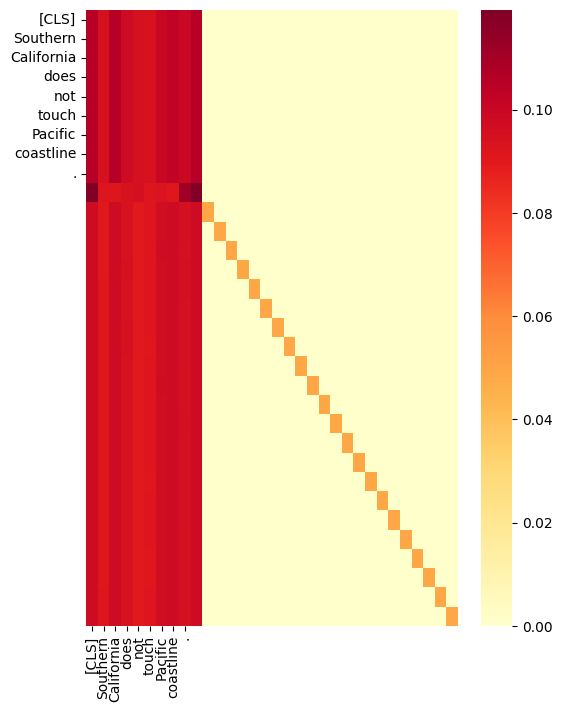 [CLS]
Southern
California
does
not
touch
Pacific
coastline
.
0.10
0.08
0.06
0.04
0.02
0.00
[CLS]
Southern
California
does
not
touch
Pacific
coastline
.